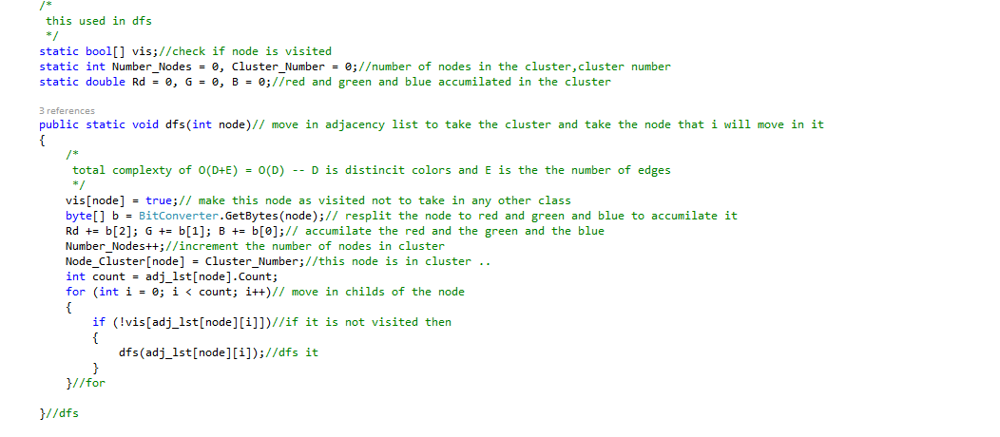 /*
this used in dfs
*/
static bool[] vis;//check if node is visited
static int Number_Nodes = 0, Cluster_Number = 0;//number of nodes in the cluster,cluster number
static double Rd = 0, G = 0, B = 0;//red and green and blue accumilated in the cluster
3 references
public static void dfs(int node)// move in adjacency list to take the cluster and take the node that i will move in it
{
/*
total complexty of O(D+E) = O(D) -- D is distincit colors and E is the the number of edges
*/
vis[node] = true;// make this node as visited not to take in any other class
byte[] b = BitConverter.GetBytes(node);// resplit the node to red and green and blue to accumilate it
Rd += b[2]; G += b[1]; B += b[0];// accumilate the red and the green and the blue
Number_Nodes++;//increment the number of nodes in cluster
Node_Cluster[node] = Cluster_Number;//this node is in cluster ..
int count = adj_lst[node].Count;
for (int i = 0; i < count; i++)// move in childs of the node
{
if (!vis[adj_lst[node][i]])//if it is not visited then
{
dfs(adj_lst[node][i]);//dfs it
}
}//for
}//dfs